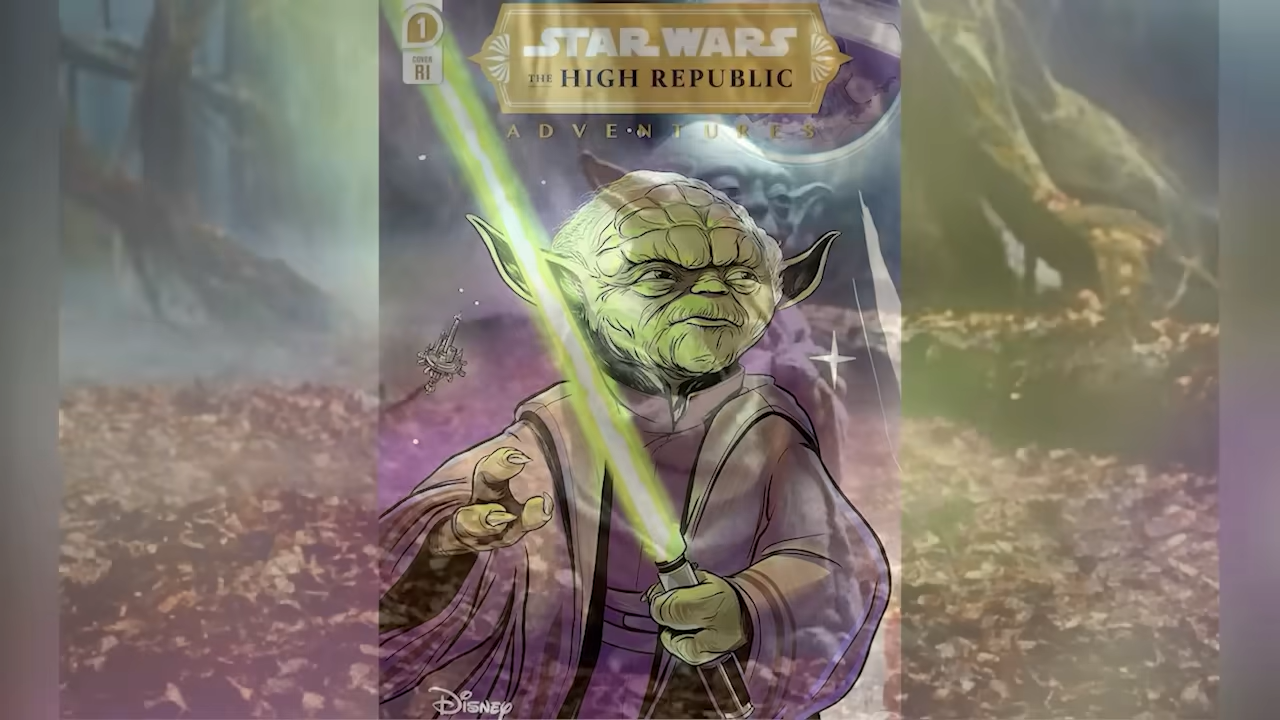 1
COVER
RI
STAR WARS
THE HIGH REPUBLIC
ADVENTURES
Disney